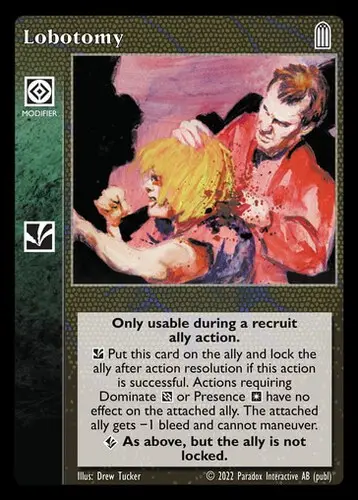 Lobotomy
MODIFIER
Only usable during a recruit
ally action.
Put this card on the ally and lock the
ally after action resolution if this action
is successful. Actions requiring
Dominate or Presence have no
effect on the attached ally. The attached
ally gets −1 bleed and cannot maneuver.
As above, but the ally is not
locked.
Illus: Drew Tucker © 2022 Paradox Interactive AB (publ)